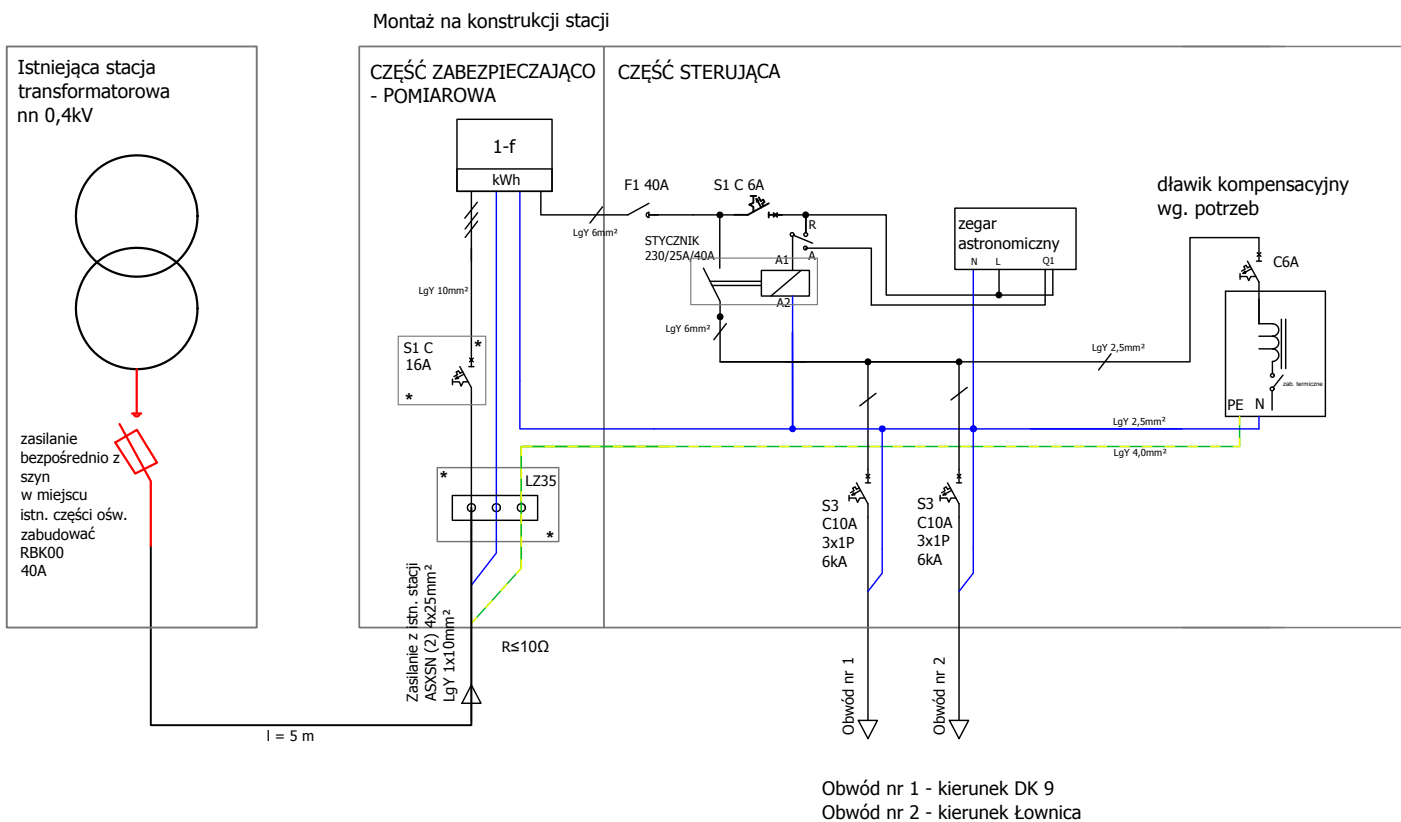 Montaż na konstrukcji stacji
Istniejąca stacja
transformatorowa
nn 0,4kV
CZĘŚĆ ZABEZPIECZAJĄCO
- POMIAROWA
CZĘŚĆ STERUJĄCA
1-f
kWh
F1 40A
S1 C 6A
LgY 6mm²
STYCZNIK
230/25A/40A
R
A
A1
A2
zegar
astronomiczny
N L Q1
dławik kompensacyjny
wg. potrzeb
C6A
LgY 10mm²
LgY 6mm²
LgY 2,5mm²
S1 C
16A
*
*
zab. termiczne
PE N
LgY 2,5mm²
LgY 4,0mm²
zasilanie
bezpośrednio z
szyn
w miejscu
istn. części ośw.
zabudować
RBK00
40A
*
LZ35
*
S3
C10A
3x1P
6kA
S3
C10A
3x1P
6kA
Zasilanie z istn. stacji
ASXSN (2) 4x25mm²
LgY 1x10mm²
R≤10Ω
Obwód nr 1
Obwód nr 2
l = 5 m
Obwód nr 1 - kierunek DK 9
Obwód nr 2 - kierunek Łownica